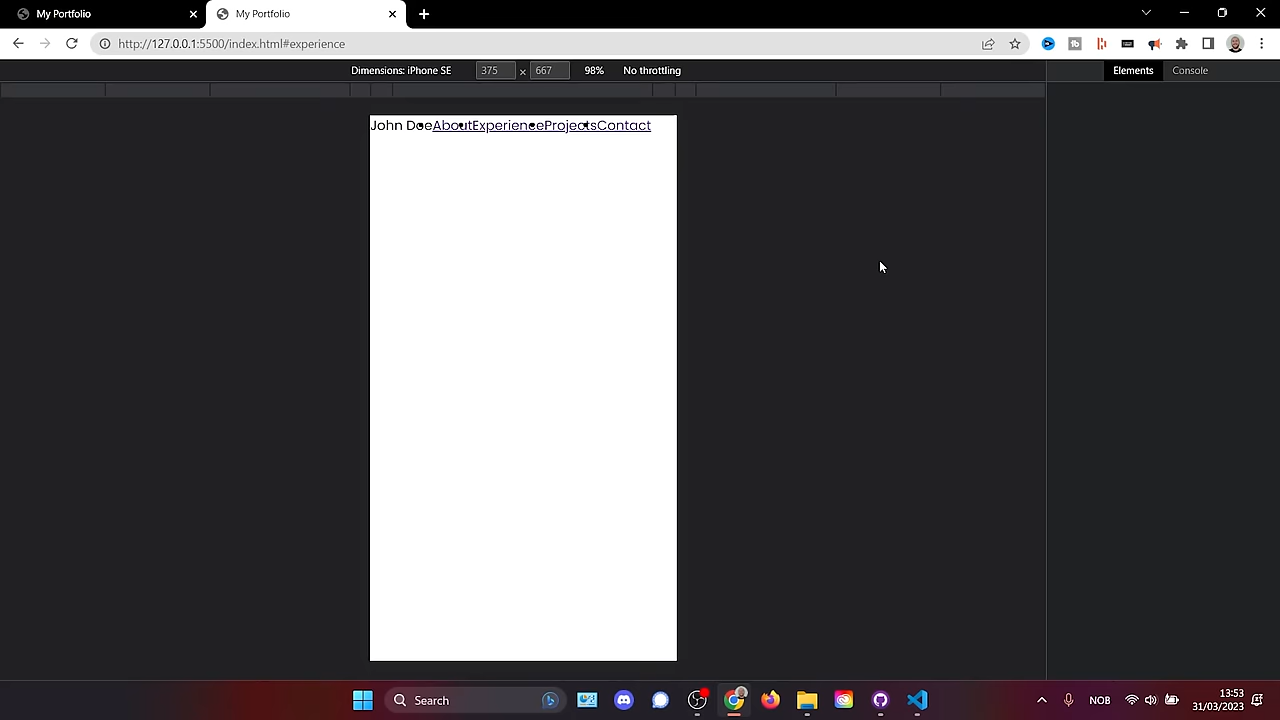 My Portfolio
My Portfolio
http://127.0.0.1:5500/index.html#experience
Dimensions: iPhone SE 375 x 667 98% No throttling
Elements Console
John DoeAboutExperienceProjectsContact
Search
NOB
13:53
31/03/2023